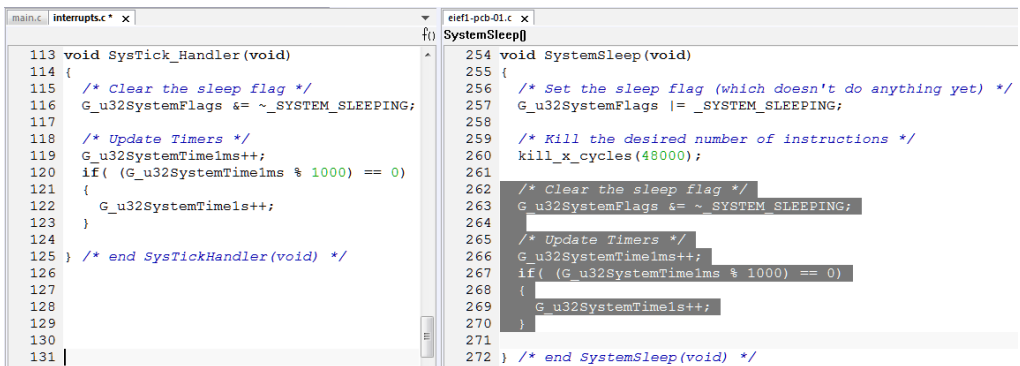 main.c interrupts.c * x
f()
113 void SysTick_Handler(void)
114 {
115 /* Clear the sleep flag */
116 G_u32SystemFlags &= ~_SYSTEM_SLEEPING;
117
118 /* Update Timers */
119 G_u32SystemTime1ms++;
120 if( (G_u32SystemTime1ms % 1000) == 0)
121 {
122 G_u32SystemTime1s++;
123 }
124
125 } /* end SysTickHandler(void) */
126
127
128
129
130
131
eief1-pcb-01.c x
SystemSleep()
254 void SystemSleep(void)
255 {
256 /* Set the sleep flag (which doesn't do anything yet) */
257 G_u32SystemFlags |= _SYSTEM_SLEEPING;
258
259 /* Kill the desired number of instructions */
260 kill_x_cycles(48000);
261
262 /* Clear the sleep flag */
263 G_u32SystemFlags &= ~_SYSTEM_SLEEPING;
264
265 /* Update Timers */
266 G_u32SystemTime1ms++;
267 if( (G_u32SystemTime1ms % 1000) == 0)
268 {
269 G_u32SystemTime1s++;
270 }
271
272 } /* end SystemSleep(void) */